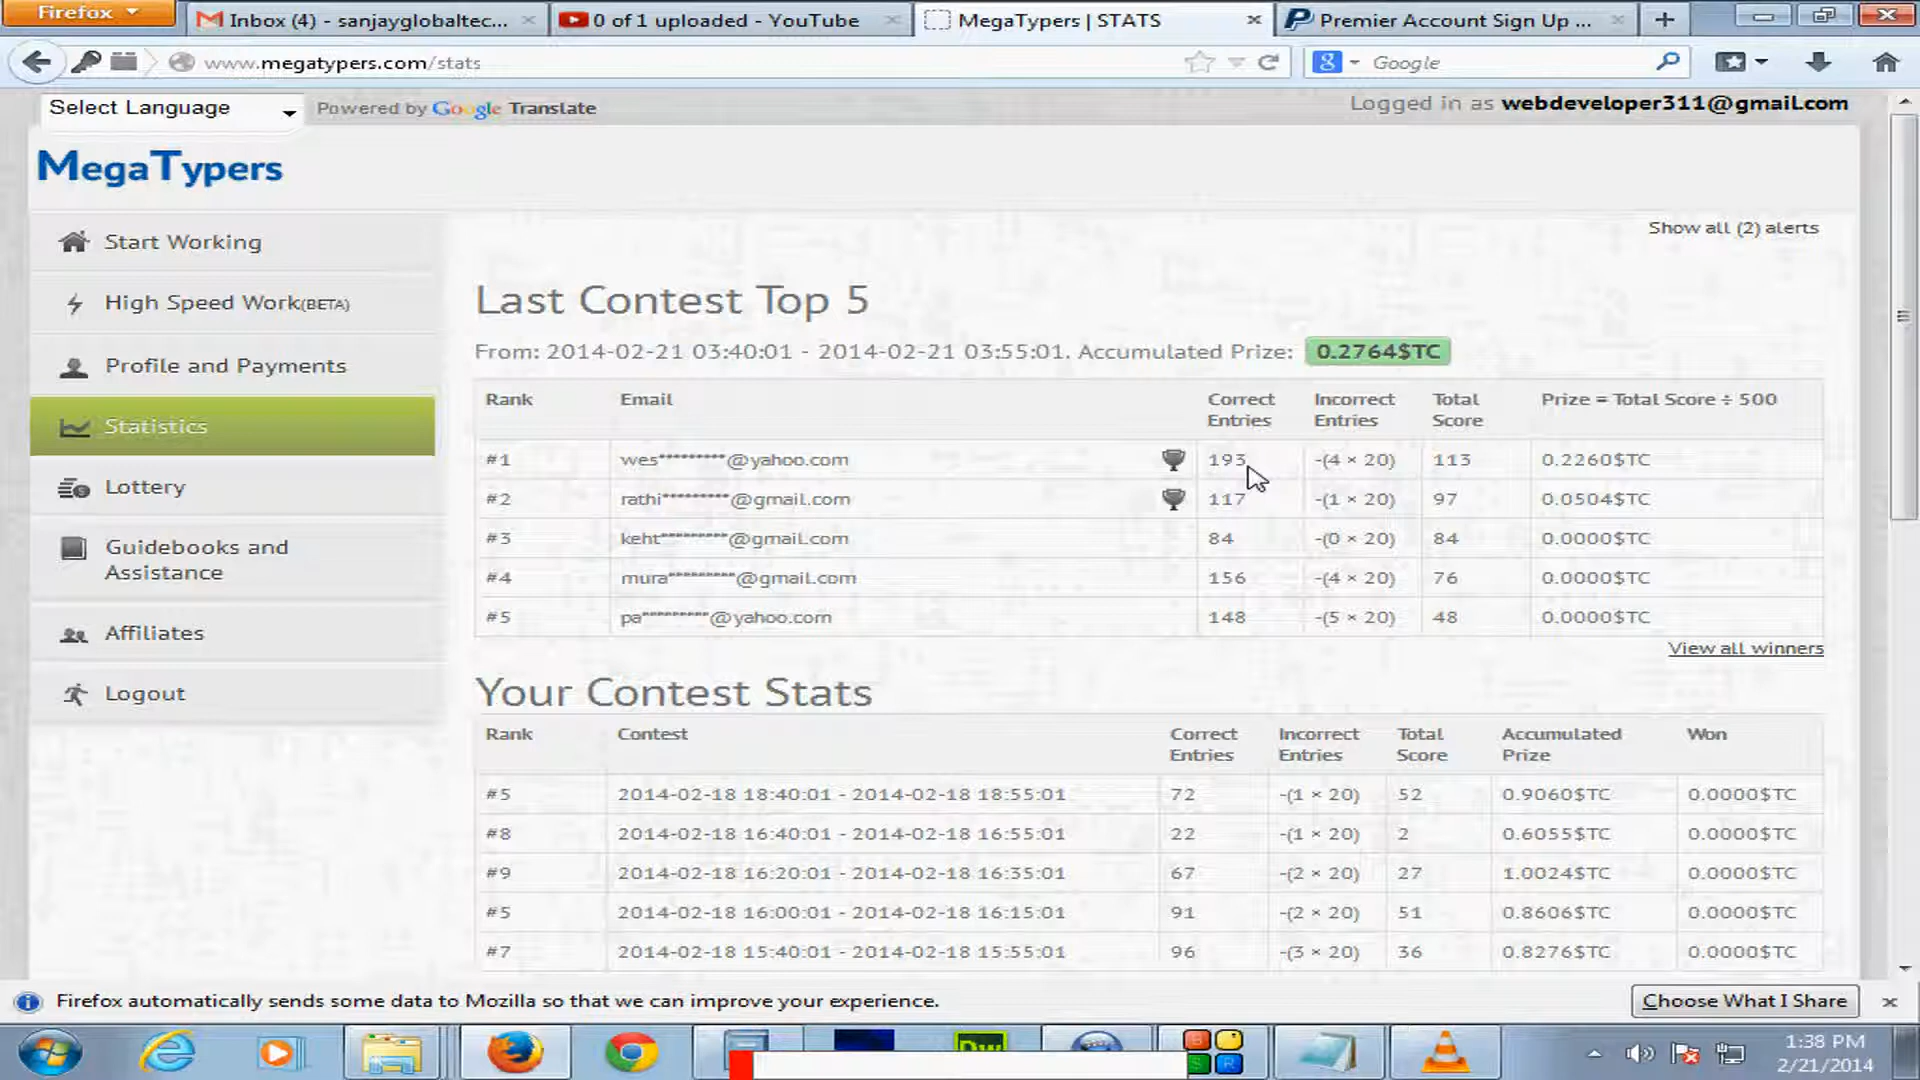 Firefox
Inbox (4) - sanjayglobaltec...
0 of 1 uploaded - YouTube
MegaTypers | STATS
Premier Account Sign Up ...
www.megatypers.com/stats
Google
Select Language
Powered by Google Translate
Logged in as webdeveloper311@gmail.com
MegaTypers
Show all (2) alerts
Start Working
High Speed Work(BETA)
Profile and Payments
Statistics
Lottery
Guidebooks and
Assistance
Affiliates
Logout
Last Contest Top 5
From: 2014-02-21 03:40:01 - 2014-02-21 03:55:01. Accumulated Prize: 0.2764$TC
Rank Email Correct Entries Incorrect Entries Total Score Prize = Total Score ÷ 500
#1 wes*********@yahoo.com 193 -(4 × 20) 113 0.2260$TC
#2 rathi*********@gmail.com 117 -(1 × 20) 97 0.0504$TC
#3 keht*********@gmail.com 84 -(0 × 20) 84 0.0000$TC
#4 mura*********@gmail.com 156 -(4 × 20) 76 0.0000$TC
#5 pa*********@yahoo.com 148 -(5 × 20) 48 0.0000$TC
View all winners
Your Contest Stats
Rank Contest Correct Entries Incorrect Entries Total Score Accumulated Prize Won
#5 2014-02-18 18:40:01 - 2014-02-18 18:55:01 72 -(1 × 20) 52 0.9060$TC 0.0000$TC
#8 2014-02-18 16:40:01 - 2014-02-18 16:55:01 22 -(1 × 20) 2 0.6055$TC 0.0000$TC
#9 2014-02-18 16:20:01 - 2014-02-18 16:35:01 67 -(2 × 20) 27 1.0024$TC 0.0000$TC
#5 2014-02-18 16:00:01 - 2014-02-18 16:15:01 91 -(2 × 20) 51 0.8606$TC 0.0000$TC
#7 2014-02-18 15:40:01 - 2014-02-18 15:55:01 96 -(3 × 20) 36 0.8276$TC 0.0000$TC
Firefox automatically sends some data to Mozilla so that we can improve your experience.
Choose What I Share
1:38 PM
2/21/2014